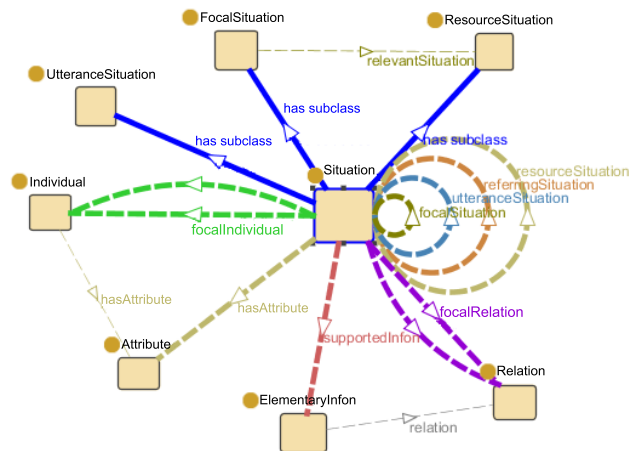 FocalSituation
ResourceSituation
relevantSituation
UtteranceSituation
has subclass
has subclass
has subclass
Situation
resourceSituation
referringSituation
utteranceSituation
focalSituation
Individual
focalIndividual
hasAttribute
hasAttribute
focalRelation
supportedInfon
Attribute
Relation
ElementaryInfon
relation